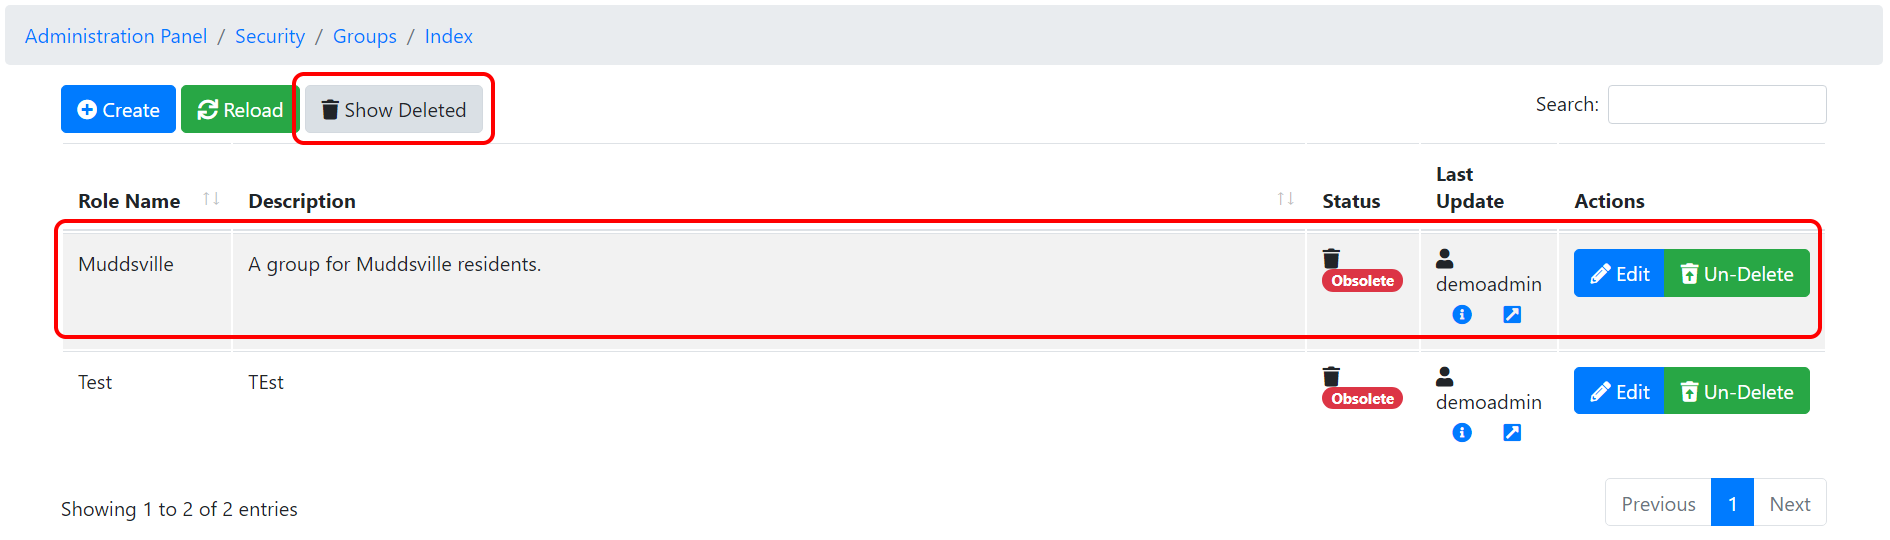 Administration Panel / Security / Groups / Index
Create Reload Show Deleted Search:
Role Name Description Status Last Update Actions
Muddsville A group for Muddsville residents. Obsolete demoadmin Edit Un-Delete
Test TEst Obsolete demoadmin Edit Un-Delete
Showing 1 to 2 of 2 entries Previous 1 Next